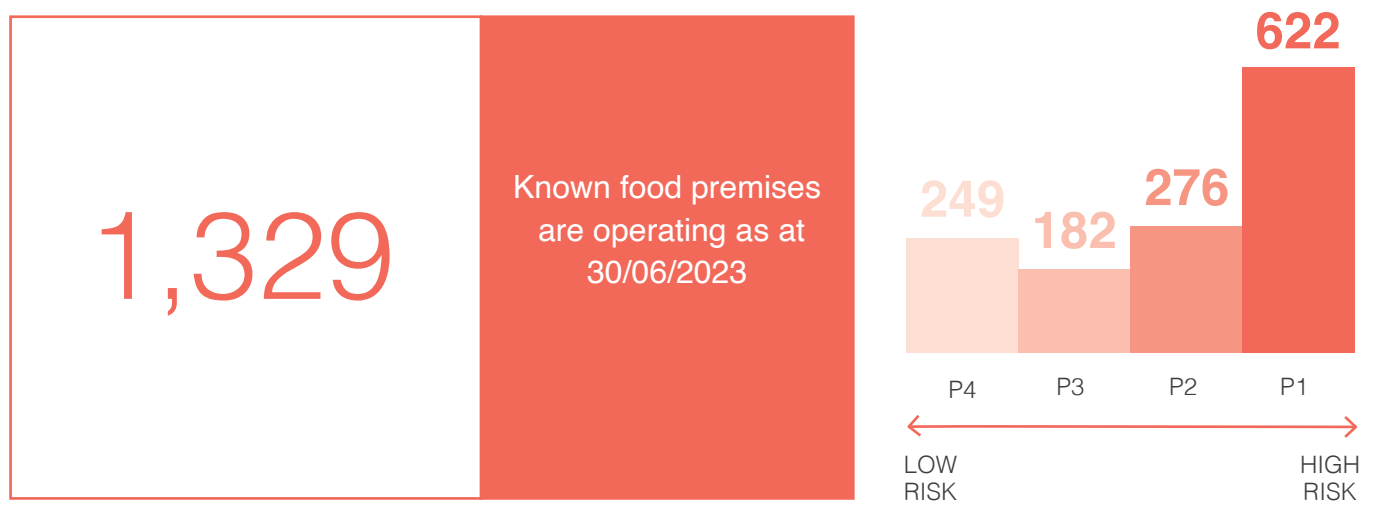 1,329
Known food premises
are operating as at
30/06/2023
622
249
182
276
P4
P3
P2
P1
LOW
RISK
HIGH
RISK